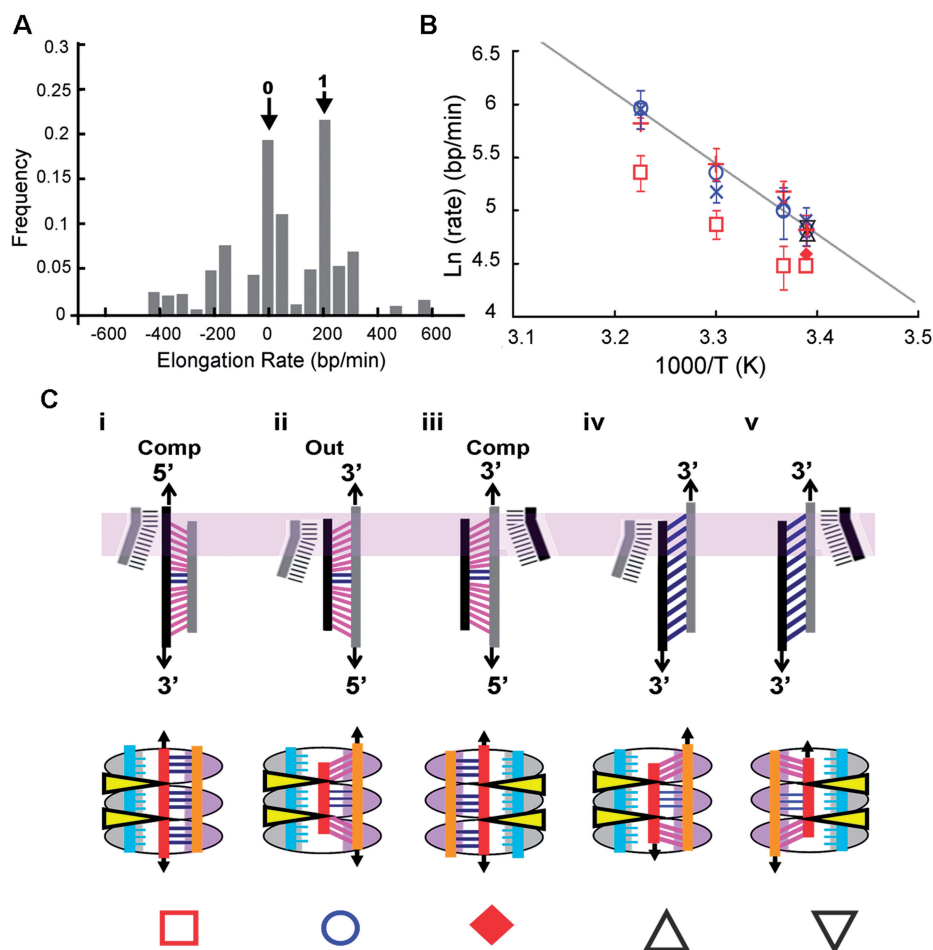 A
B
0.3
0.25
0.2
0.15
0.1
0.05
0
Frequency
0
1
-600
-400
-200
0
200
400
600
Elongation Rate (bp/min)
6.5
6
5.5
5
4.5
4
Ln (rate) (bp/min)
3.1
3.2
3.3
3.4
3.5
1000/T (K)
C
i
ii
iii
iv
v
Comp
Out
Comp
5’
3’
3’
3’
3’
3’
5’
5’
3’
3’